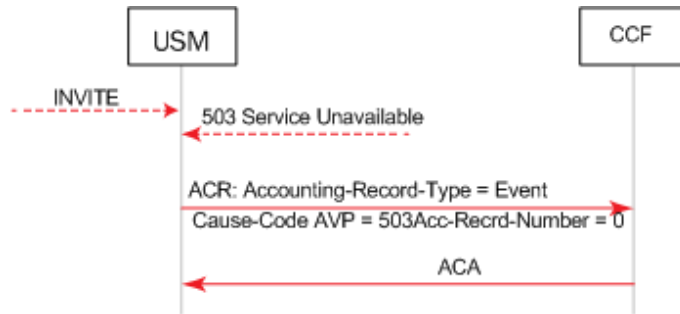 USM
CCF
INVITE
503 Service Unavailable
ACR: Accounting-Record-Type = Event
Cause-Code AVP = 503Acc-Recrd-Number = 0
ACA